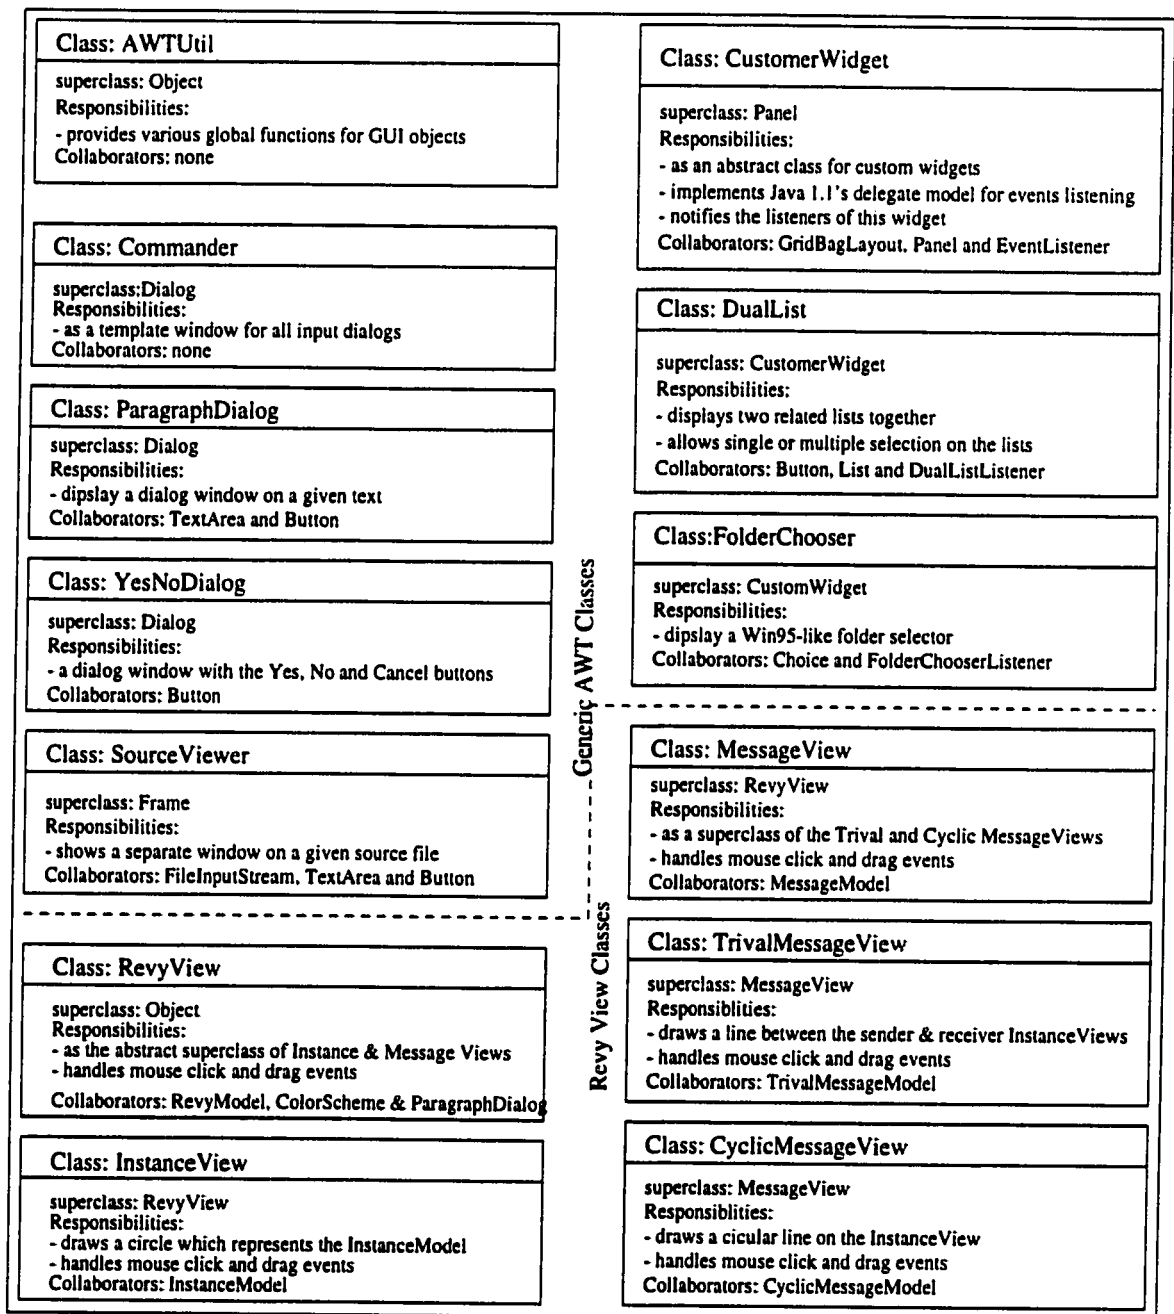 Class: AWTUtil
superclass: Object
Responsibilities:
- provides various global functions for GUI objects
Collaborators: none
Class: Commander
superclass:Dialog
Responsibilities:
- as a template window for all input dialogs
Collaborators: none
Class: ParagraphDialog
superclass: Dialog
Responsibilities:
- dipslay a dialog window on a given text
Collaborators: TextArea and Button
Class: YesNoDialog
superclass: Dialog
Responsibilities:
- a dialog window with the Yes, No and Cancel buttons
Collaborators: Button
Class: SourceViewer
superclass: Frame
Responsibilities:
- shows a separate window on a given source file
Collaborators: FileInputStream, TextArea and Button
Class: RevyView
superclass: Object
Responsibilities:
- as the abstract superclass of Instance & Message Views
- handles mouse click and drag events
Collaborators: RevyModel, ColorScheme & ParagraphDialog
Class: InstanceView
superclass: RevyView
Responsibilities:
- draws a circle which represents the InstanceModel
- handles mouse click and drag events
Collaborators: InstanceModel
Generic AWT Classes
Revy View Classes
Class: CustomerWidget
superclass: Panel
Responsibilities:
- as an abstract class for custom widgets
- implements Java 1.1's delegate model for events listening
- notifies the listeners of this widget
Collaborators: GridBagLayout, Panel and EventListener
Class: DualList
superclass: CustomerWidget
Responsibilities:
- displays two related lists together
- allows single or multiple selection on the lists
Collaborators: Button, List and DualListListener
Class:FolderChooser
superclass: CustomWidget
Responsibilities:
- dipslay a Win95-like folder selector
Collaborators: Choice and FolderChooserListener
Class: MessageView
superclass: RevyView
Responsibilities:
- as a superclass of the Trival and Cyclic MessageViews
- handles mouse click and drag events
Collaborators: MessageModel
Class: TrivalMessageView
superclass: MessageView
Responsiblities:
- draws a line between the sender & receiver InstanceViews
- handles mouse click and drag events
Collaborators: TrivalMessageModel
Class: CyclicMessageView
superclass: MessageView
Responsiblities:
- draws a cicular line on the InstanceView
- handles mouse click and drag events
Collaborators: CyclicMessageModel